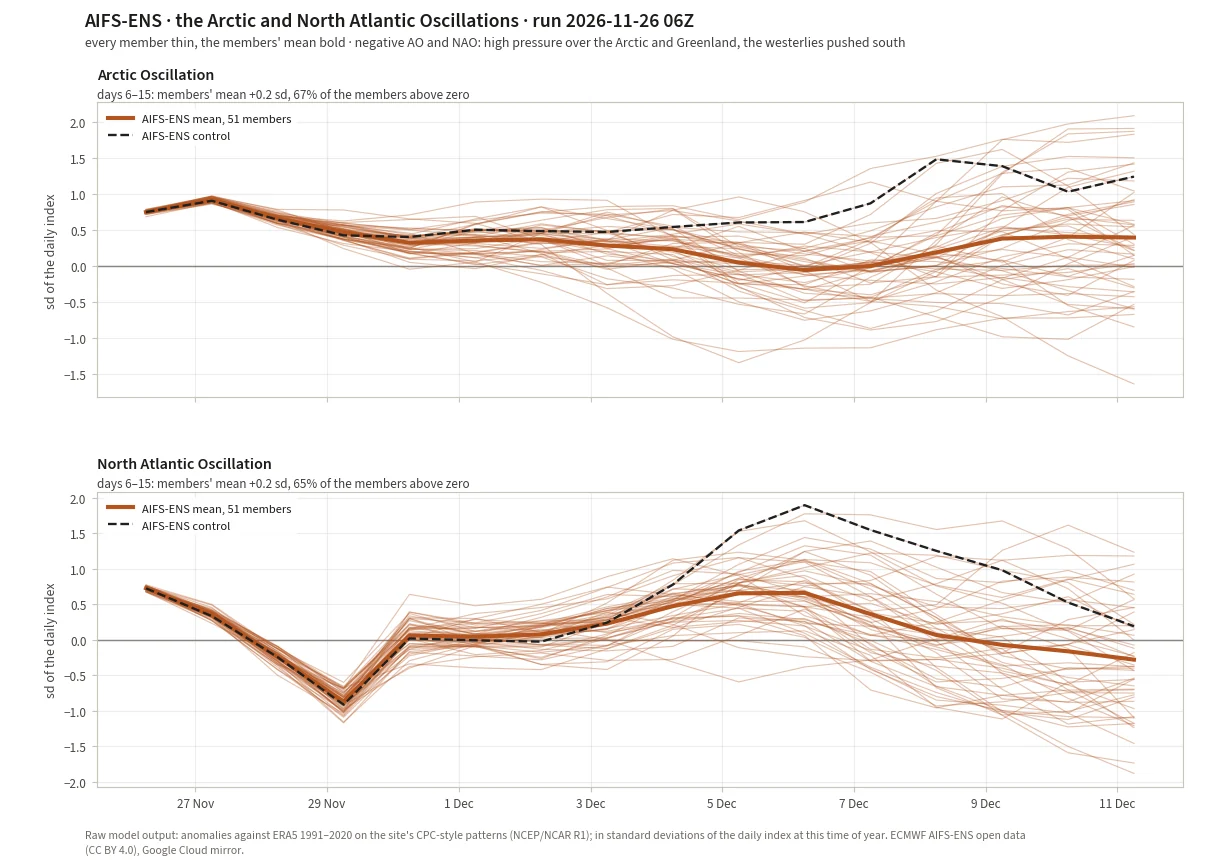 AIFS-ENS · the Arctic and North Atlantic Oscillations · run 2026-11-26 06Z
every member thin, the members' mean bold · negative AO and NAO: high pressure over the Arctic and Greenland, the westerlies pushed south
Arctic Oscillation
days 6–15: members' mean +0.2 sd, 67% of the members above zero
AIFS-ENS mean, 51 members
AIFS-ENS control
sd of the daily index
2.0
1.5
1.0
0.5
0.0
−0.5
−1.0
−1.5
North Atlantic Oscillation
days 6–15: members' mean +0.2 sd, 65% of the members above zero
AIFS-ENS mean, 51 members
AIFS-ENS control
sd of the daily index
2.0
1.5
1.0
0.5
0.0
−0.5
−1.0
−1.5
−2.0
27 Nov 29 Nov 1 Dec 3 Dec 5 Dec 7 Dec 9 Dec 11 Dec
Raw model output: anomalies against ERA5 1991–2020 on the site's CPC-style patterns (NCEP/NCAR R1); in standard deviations of the daily index at this time of year. ECMWF AIFS-ENS open data
(CC BY 4.0), Google Cloud mirror.